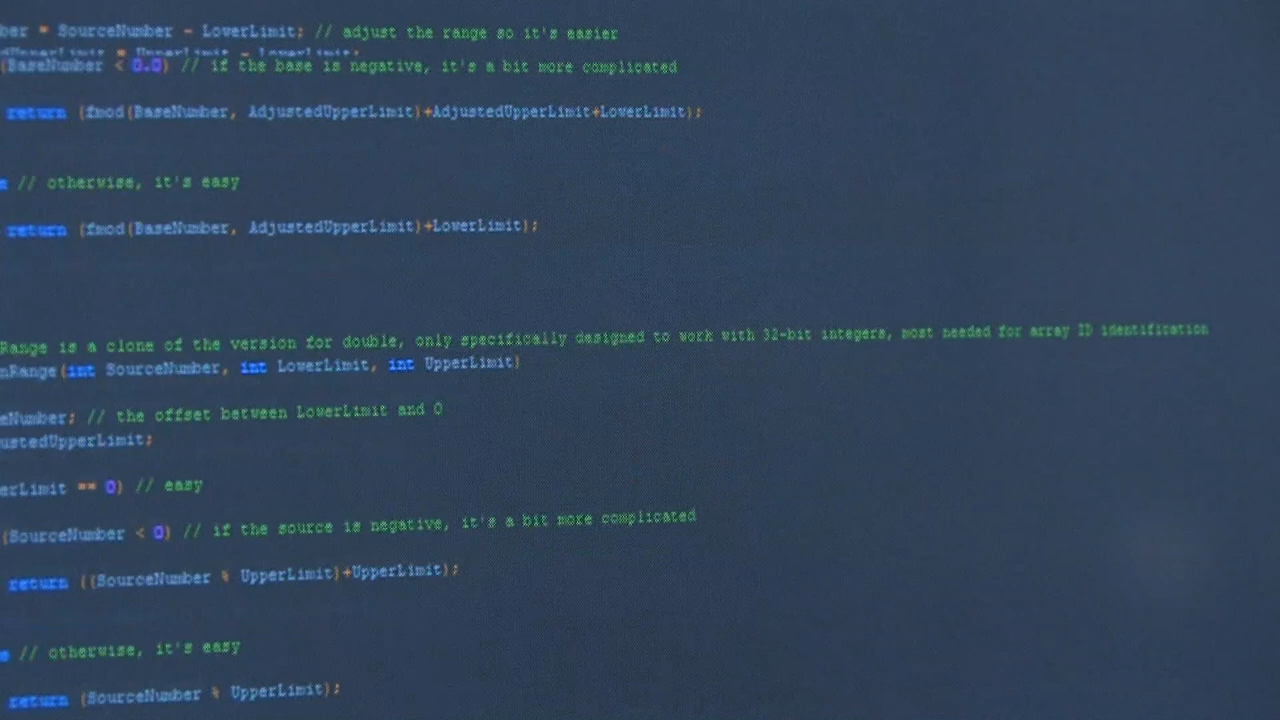 ber = SourceNumber - LowerLimit; // adjust the range so it's easier
dUpperLimit = UpperLimit - LowerLimit;
(BaseNumber < 0.0) // if the base is negative, it's a bit more complicated
return (fmod(BaseNumber, AdjustedUpperLimit)+AdjustedUpperLimit+LowerLimit);
e // otherwise, it's easy
return (fmod(BaseNumber, AdjustedUpperLimit)+LowerLimit);
Range is a clone of the version for double, only specifically designed to work with 32-bit integers, most needed for array ID identification
nRange(int SourceNumber, int LowerLimit, int UpperLimit)
eNumber; // the offset between LowerLimit and 0
ustedUpperLimit;
erLimit == 0) // easy
(SourceNumber < 0) // if the source is negative, it's a bit more complicated
return ((SourceNumber % UpperLimit)+UpperLimit);
e // otherwise, it's easy
return (SourceNumber % UpperLimit);